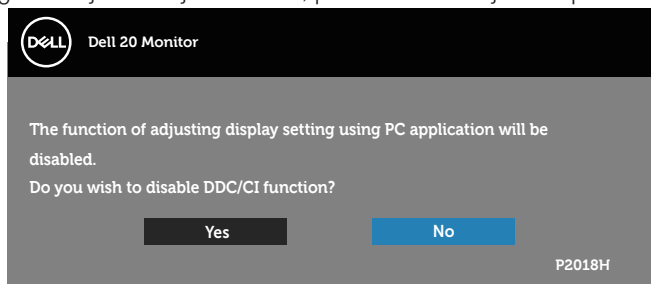 DELL
Dell 20 Monitor
The function of adjusting display setting using PC application will be
disabled.
Do you wish to disable DDC/CI function?
Yes No
P2018H